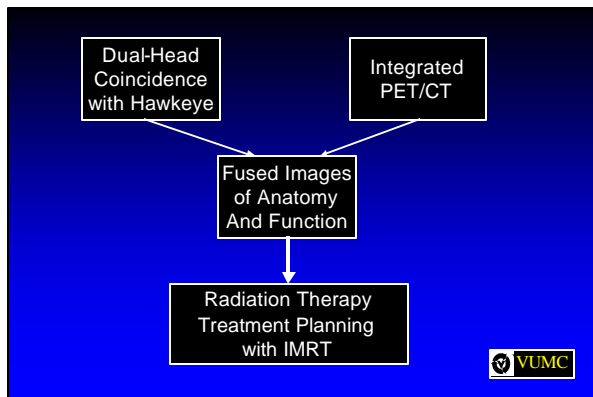 Dual-Head
Coincidence
with Hawkeye
Integrated
PET/CT
Fused Images
of Anatomy
And Function
Radiation Therapy
Treatment Planning
with IMRT
VUMC